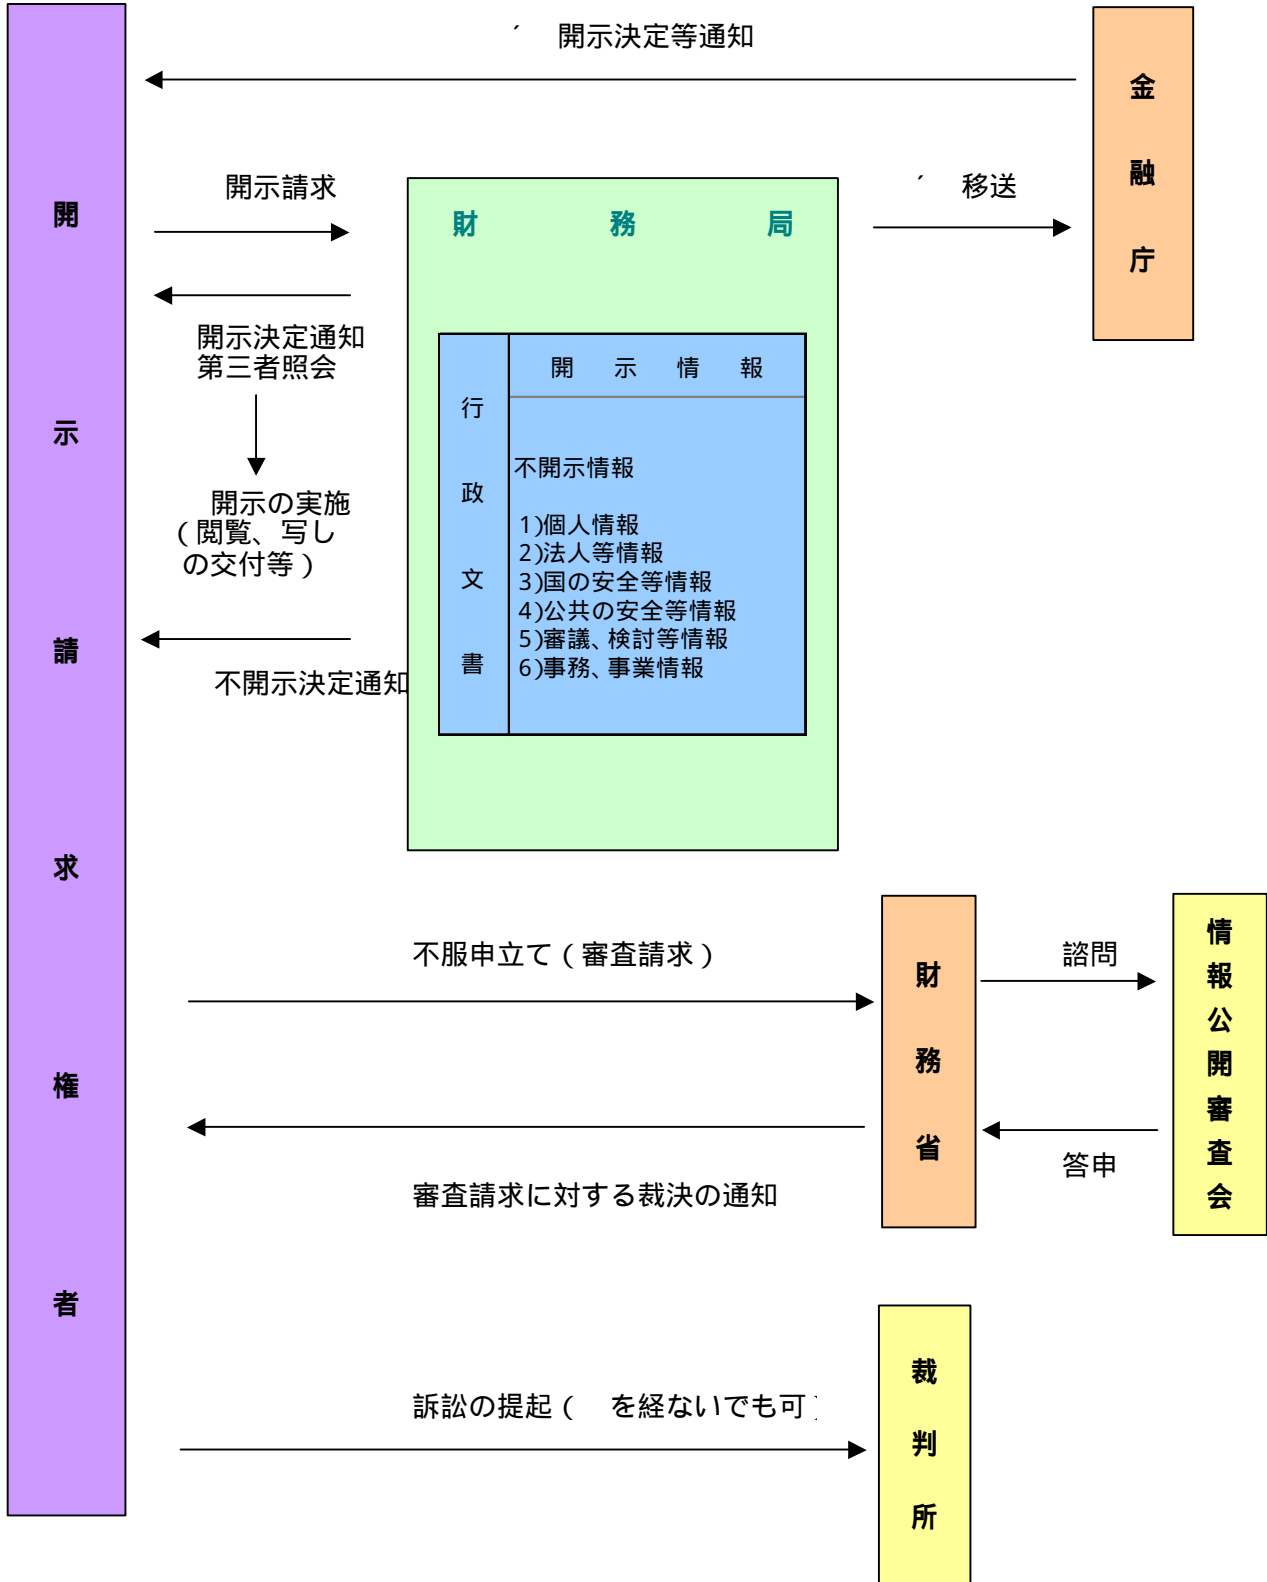 ´ 開示決定等通知
金融庁
開示請求権者
開示請求
財務局
´ 移送
開示決定通知
第三者照会
開示の実施
(閲覧、写し
の交付等)
不開示決定通知
行政文書
開示情報
不開示情報
1)個人情報
2)法人等情報
3)国の安全等情報
4)公共の安全等情報
5)審議、検討等情報
6)事務、事業情報
不服申立て(審査請求)
財務省
諮問
情報公開審査会
答申
審査請求に対する裁決の通知
訴訟の提起( を経ないでも可)
裁判所